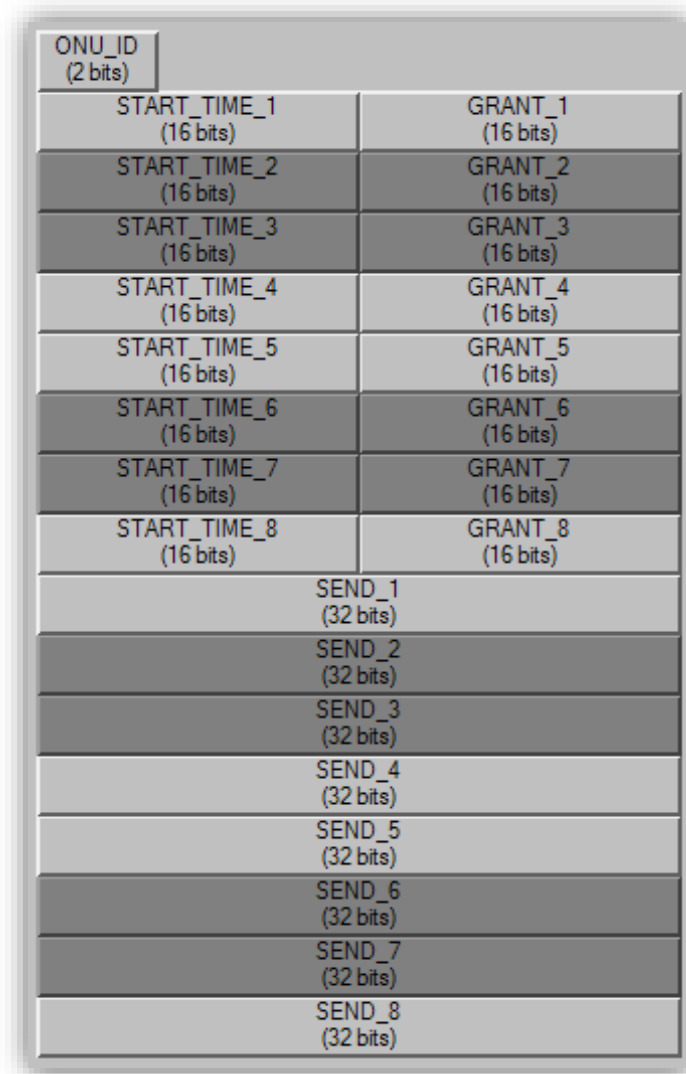 ONU_ID
(2 bits)
START_TIME_1 GRANT_1
(16 bits) (16 bits)
START_TIME_2 GRANT_2
(16 bits) (16 bits)
START_TIME_3 GRANT_3
(16 bits) (16 bits)
START_TIME_4 GRANT_4
(16 bits) (16 bits)
START_TIME_5 GRANT_5
(16 bits) (16 bits)
START_TIME_6 GRANT_6
(16 bits) (16 bits)
START_TIME_7 GRANT_7
(16 bits) (16 bits)
START_TIME_8 GRANT_8
(16 bits) (16 bits)
SEND_1
(32 bits)
SEND_2
(32 bits)
SEND_3
(32 bits)
SEND_4
(32 bits)
SEND_5
(32 bits)
SEND_6
(32 bits)
SEND_7
(32 bits)
SEND_8
(32 bits)